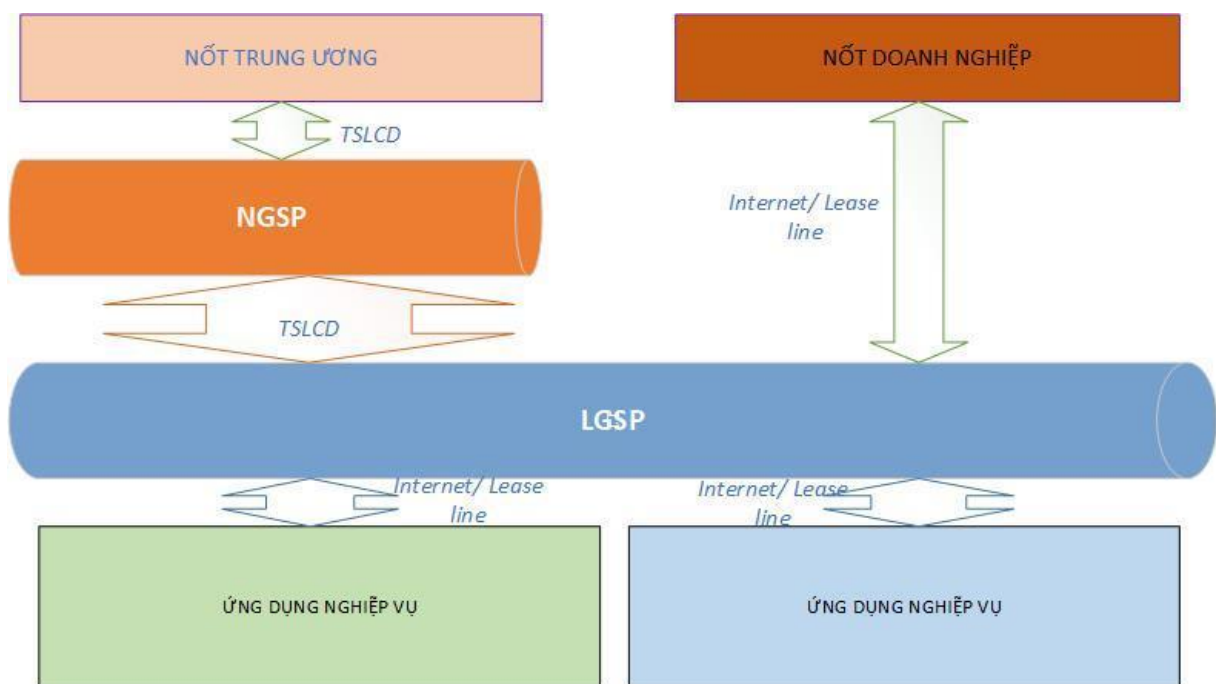 NỐT TRUNG ƯƠNG
NỐT DOANH NGHIỆP
TSLCD
NGSP
Internet/ Lease
line
TSLCD
LGSP
Internet/ Lease
line
Internet/ Lease
line
ỨNG DỤNG NGHIỆP VỤ
ỨNG DỤNG NGHIỆP VỤ